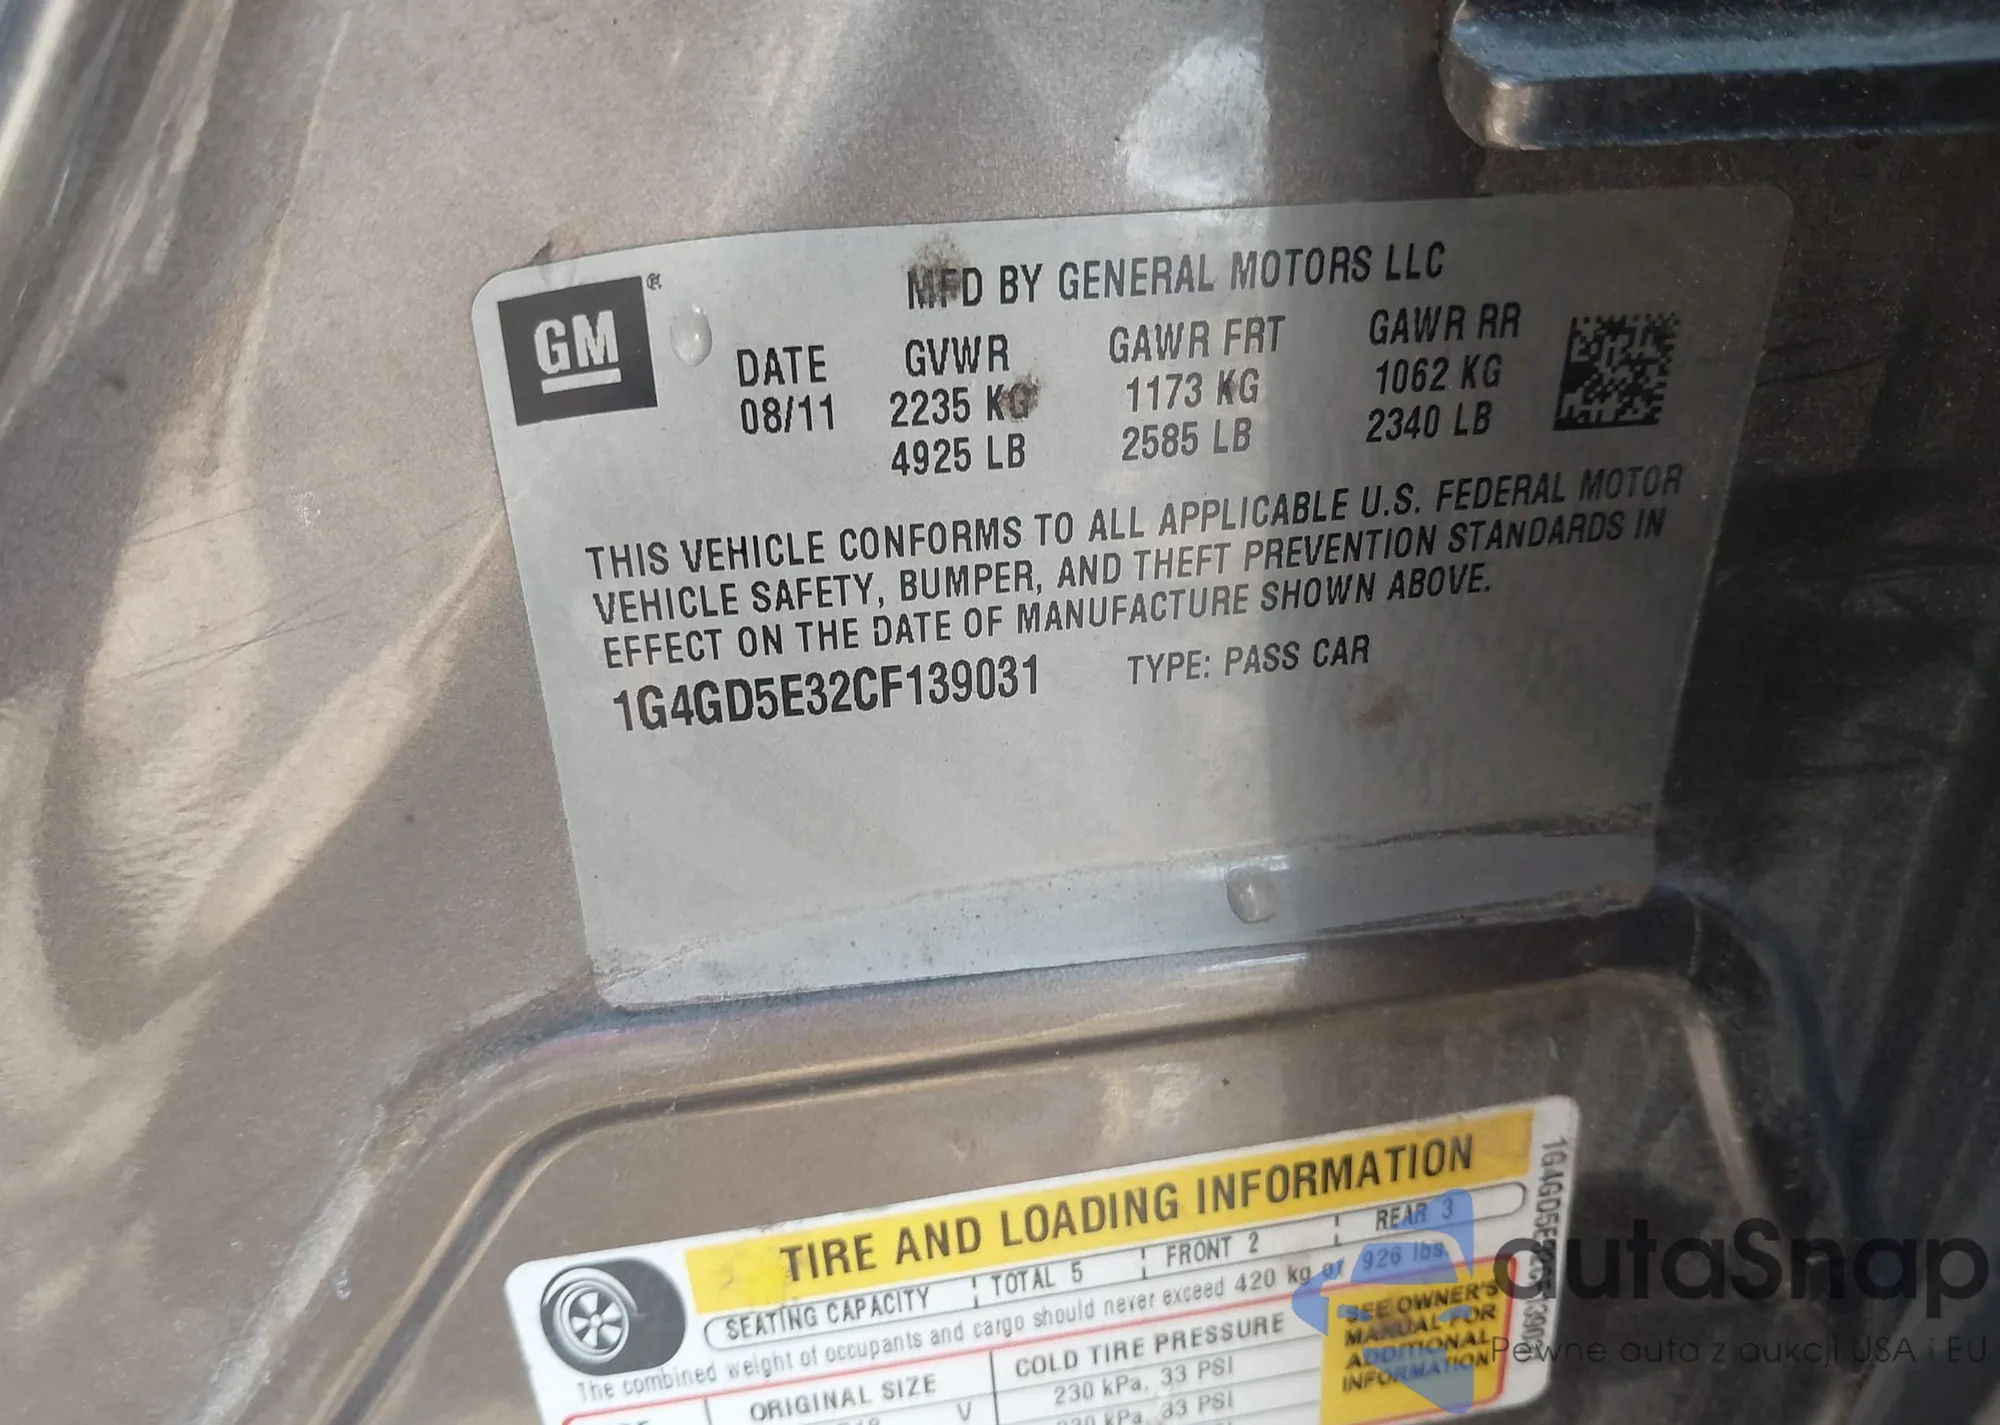 GM ®
MFD BY GENERAL MOTORS LLC
DATE GVWR GAWR FRT GAWR RR
08/11 2235 KG 1173 KG 1062 KG
4925 LB 2585 LB 2340 LB
THIS VEHICLE CONFORMS TO ALL APPLICABLE U.S. FEDERAL MOTOR
VEHICLE SAFETY, BUMPER, AND THEFT PREVENTION STANDARDS IN
EFFECT ON THE DATE OF MANUFACTURE SHOWN ABOVE.
1G4GD5E32CF139031 TYPE: PASS CAR
TIRE AND LOADING INFORMATION
SEATING CAPACITY TOTAL 5 FRONT 2 REAR 3
The combined weight of occupants and cargo should never exceed 420 kg or 926 lbs.
ORIGINAL SIZE COLD TIRE PRESSURE
230 kPa, 33 PSI
kPa, 33 PSI
SEE OWNER'S
MANUAL FOR
ADDITIONAL
INFORMATION
autaSnap
Pewne auta z aukcji USA i EU